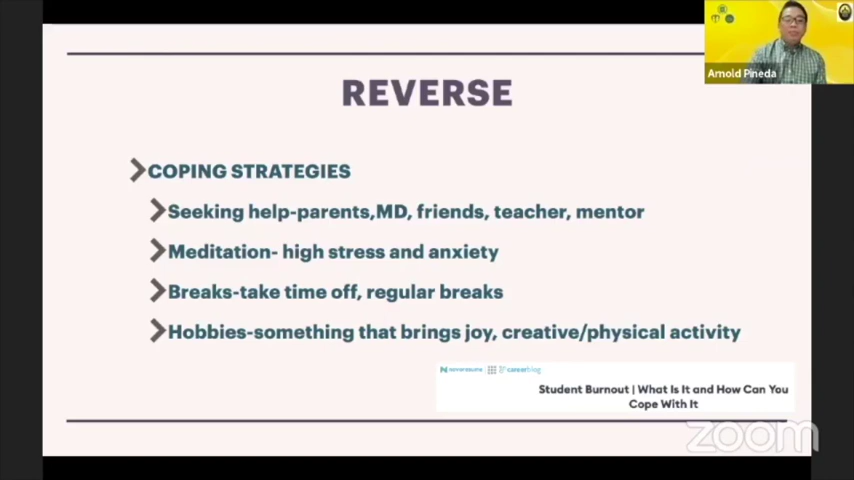 Arnold Pineda
REVERSE
COPING STRATEGIES
Seeking help-parents,MD, friends, teacher, mentor
Meditation- high stress and anxiety
Breaks-take time off, regular breaks
Hobbies-something that brings joy, creative/physical activity
careerblog
Student Burnout | What Is It and How Can You
Cope With It
zoom